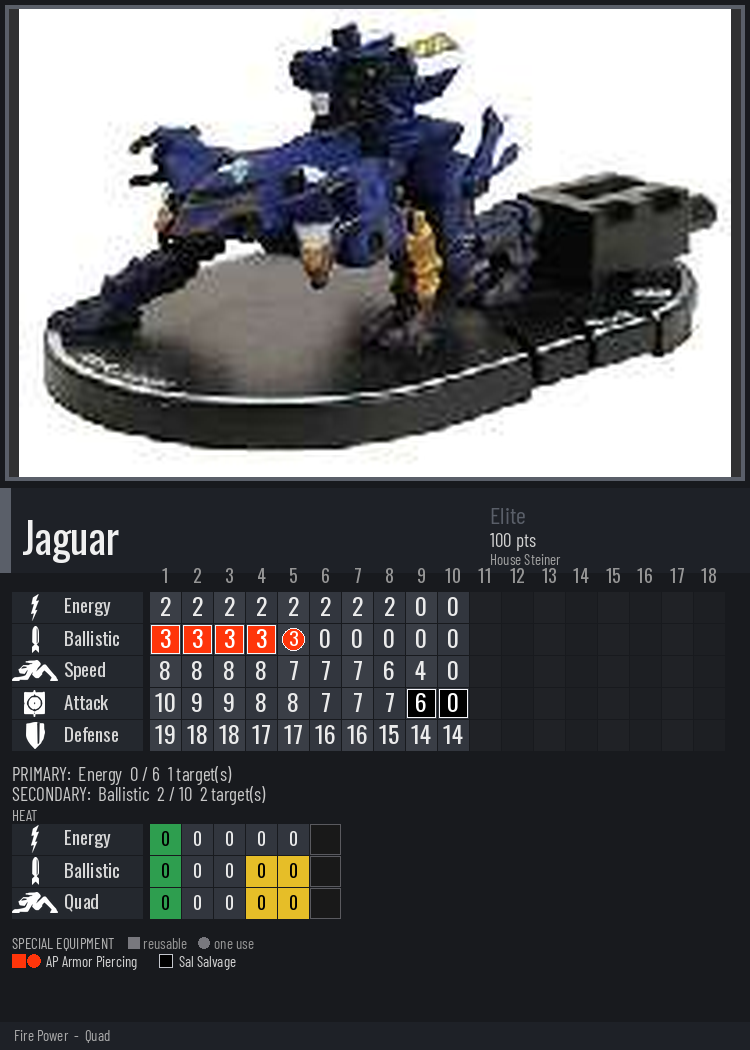 Jaguar
Elite
100 pts
House Steiner
1 2 3 4 5 6 7 8 9 10 11 12 13 14 15 16 17 18
Energy 2 2 2 2 2 2 2 2 0 0
Ballistic 3 3 3 3 3 0 0 0 0 0
Speed 8 8 8 8 7 7 7 6 4 0
Attack 10 9 9 8 8 7 7 7 6 0
Defense 19 18 18 17 17 16 16 15 14 14
PRIMARY: Energy 0 / 6 1 target(s)
SECONDARY: Ballistic 2 / 10 2 target(s)
HEAT
Energy 0 0 0 0 0
Ballistic 0 0 0 0 0
Quad 0 0 0 0 0
SPECIAL EQUIPMENT reusable one use
AP Armor Piercing Sal Salvage
Fire Power - Quad